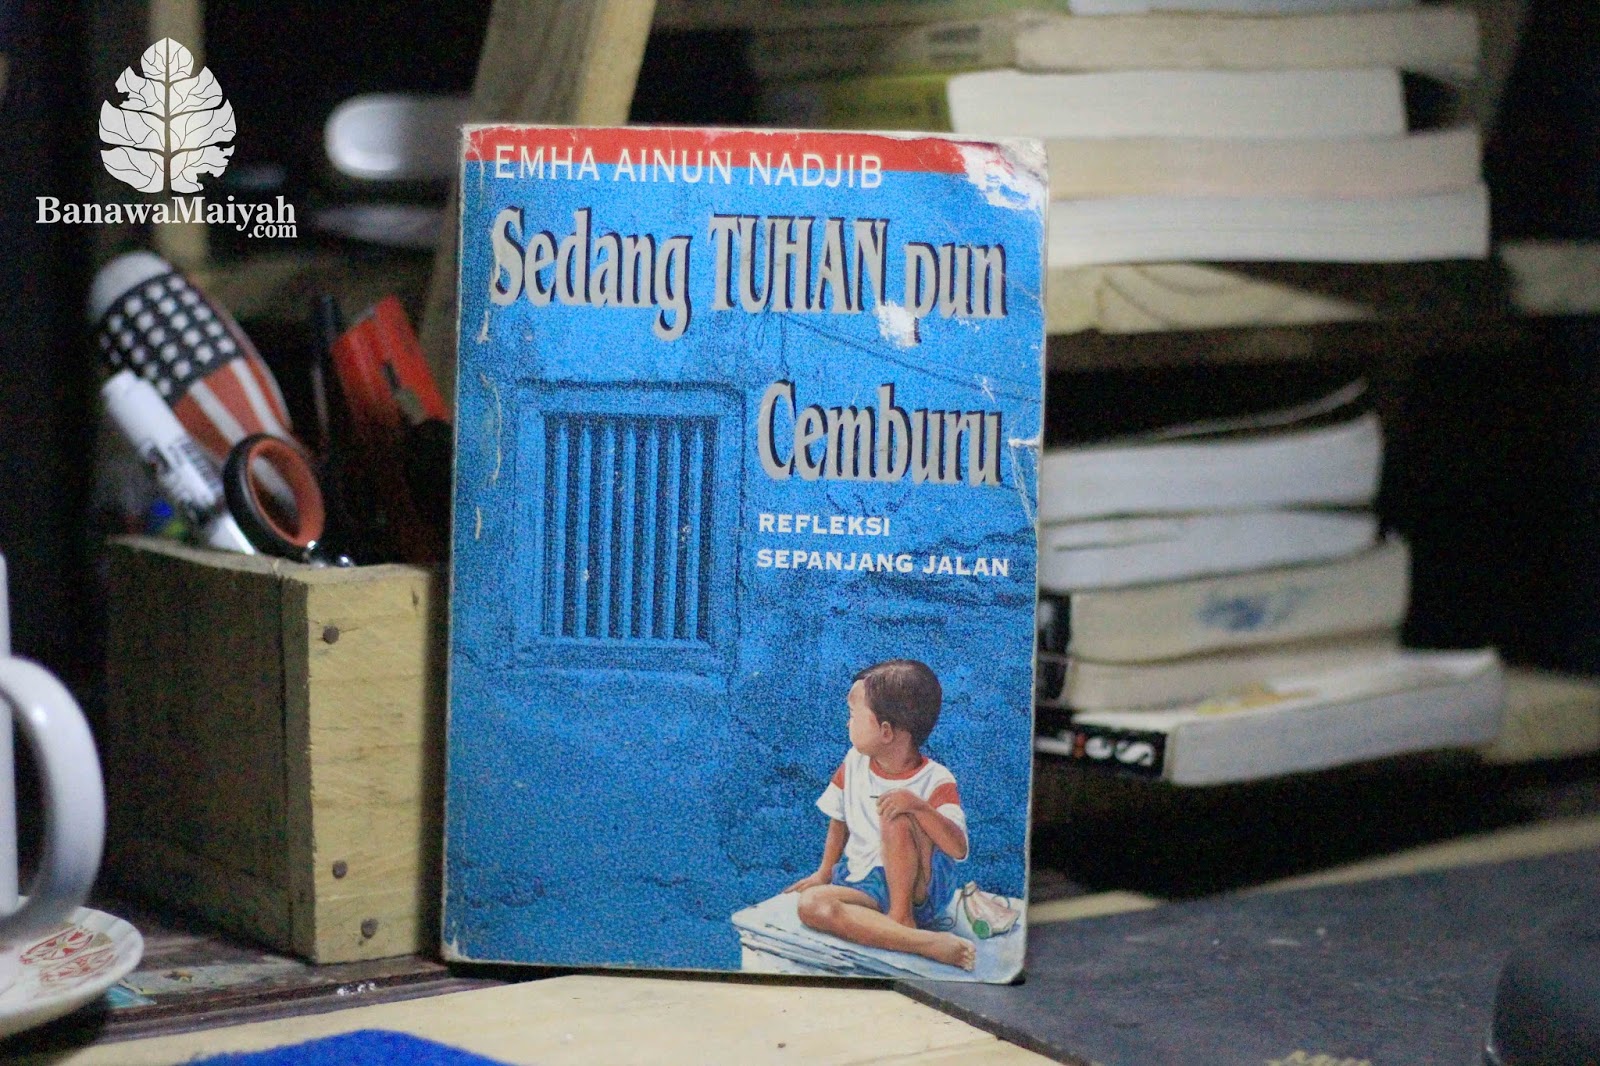 BanawaMaiyah
.com
EMHA AINUN NADJIB
Sedang TUHAN pun
Cemburu
REFLEKSI
SEPANJANG JALAN